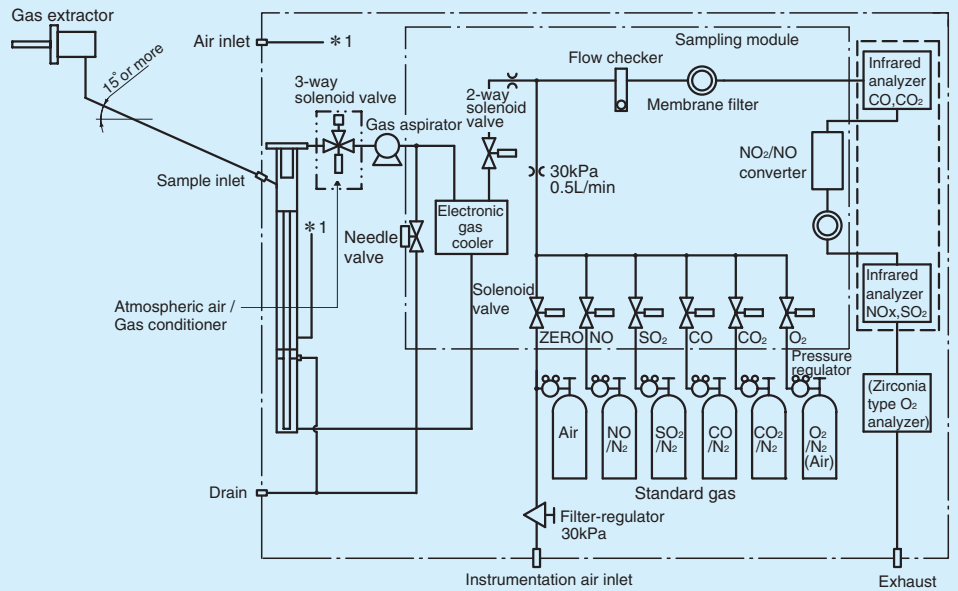 Gas extractor
15° or more
Air inlet
*1
Sampling module
Flow checker
Membrane filter
Infrared
analyzer
CO,CO₂
3-way
solenoid valve
Gas aspirator
2-way
solenoid
valve
30kPa
0.5L/min
NO₂/NO
converter
Sample inlet
*1
Electronic
gas
cooler
Needle
valve
Infrared
analyzer
NOx,SO₂
Atmospheric air /
Gas conditioner
Solenoid
valve
ZERO
NO
SO₂
CO
CO₂
O₂
Pressure
regulator
(Zirconia
type O₂
analyzer)
Air
NO
/N₂
SO₂
/N₂
CO
/N₂
CO₂
/N₂
O₂
/N₂
(Air)
Standard gas
Drain
Filter-regulator
30kPa
Instrumentation air inlet
Exhaust